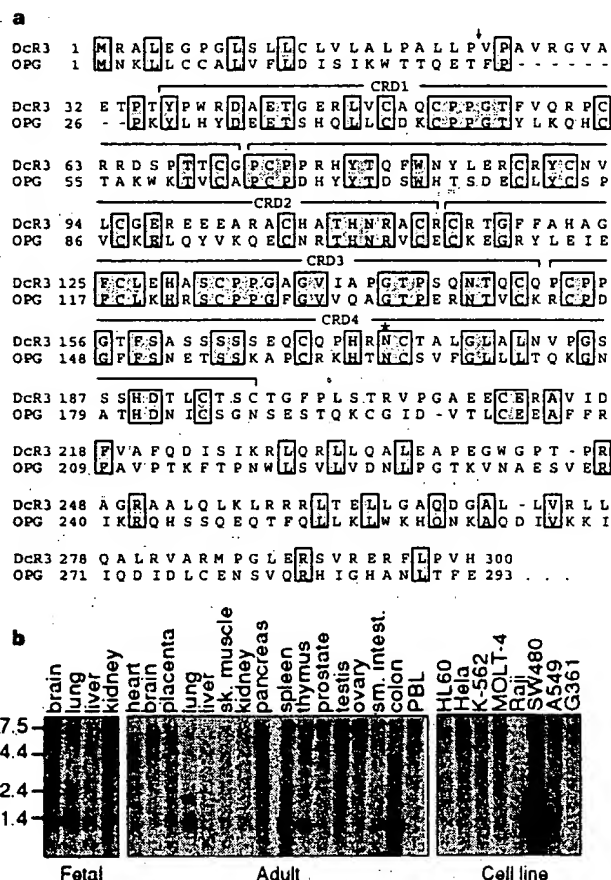 a
DcR3 1 M R A L E G P G L S L L C L V L A L P A L L P V P A V R G V A
OPG 1 M N K L L C C A L V F L D I S I K W T T Q E T F P - - - - - -
CRD1
DcR3 32 E T P T Y P W R D A E T G E R L V C A Q C P P G T F V Q R P C
OPG 26 - - P K Y L H Y D E E T S H Q L L C D K C P P G T Y L K Q H C
DcR3 63 R R D S P T T C G P C P P R H Y T Q F W N Y L E R C R Y C N V
OPG 55 T A K W K T V C A P C P D H Y Y T D S W H T S D E C L Y C S P
CRD2
DcR3 94 L C G E R E E E A R A C H A T H N R A C R C R T G F F A H A G
OPG 86 V C K E L Q Y V K Q E C N R T H N R V C E C K E G R Y L E I E
CRD3
DcR3 125 F C L E H A S C P P G A G V I A P G T P S Q N T Q C Q P C P P
OPG 117 F C L K H R S C P P G F G V V Q A G T P E R N T V C K R C P D
CRD4
*
DcR3 156 G T F S A S S S S S E Q C Q P H R N C T A L G L A L N V P G S
OPG 148 G F F S N E T S S K A P C R K H T N C S V F G L L L T Q K G N
DcR3 187 S S H D T L C T S C T G F P L S T R V P G A E E C E R A V I D
OPG 179 A T H D N I C S G N S E S T Q K C G I D - V T L C E E A F F R
DcR3 218 F V A F Q D I S I K R L Q R L L Q A L E A P E G W G P T - P R
OPG 209 F A V P T K F T P N W L S V L V D N L P G T K V N A E S V E R
DcR3 248 A G R A A L Q L K L R R R L T E L L G A Q D G A L - L V R L L
OPG 240 I K R Q H S S Q E Q T F Q L L K L W K H Q N K A Q D I V K K I
DcR3 278 Q A L R V A R M P G L E R S V R E R F L P V H 300
OPG 271 I Q D I D L C E N S V Q R H I G H A N L T F E 293 . . .
b
brain lung liver kidney heart brain placenta lung liver sk. muscle kidney pancreas spleen thymus prostate testis ovary sm. intest. colon PBL HL60 Hela K-562 MOLT-4 Raji SW480 A549 G361
7.5
4.4
2.4
1.4
Fetal Adult Cell line